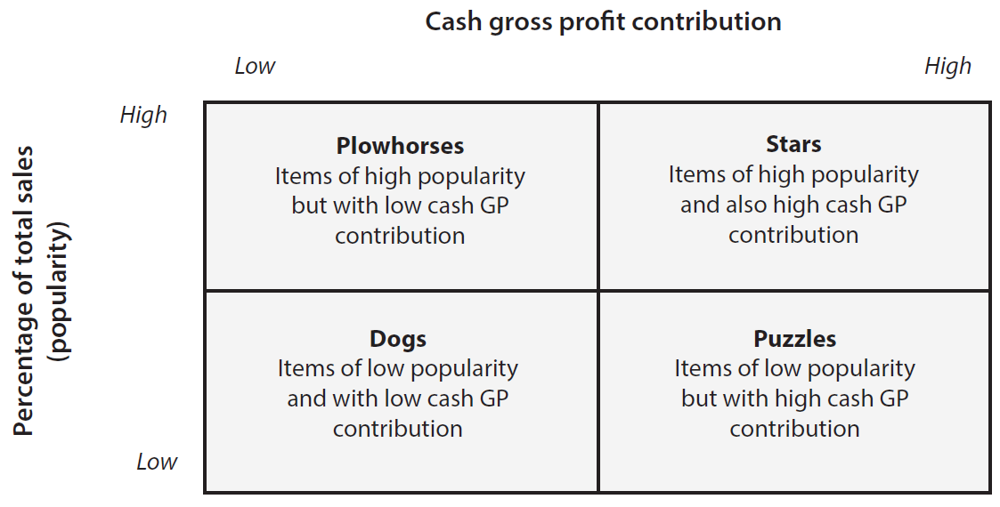 Cash gross profit contribution
Low
High
High
Percentage of total sales
(popularity)
Plowhorses
Items of high popularity
but with low cash GP
contribution
Stars
Items of high popularity
and also high cash GP
contribution
Dogs
Items of low popularity
and with low cash GP
contribution
Puzzles
Items of low popularity
but with high cash GP
contribution
Low